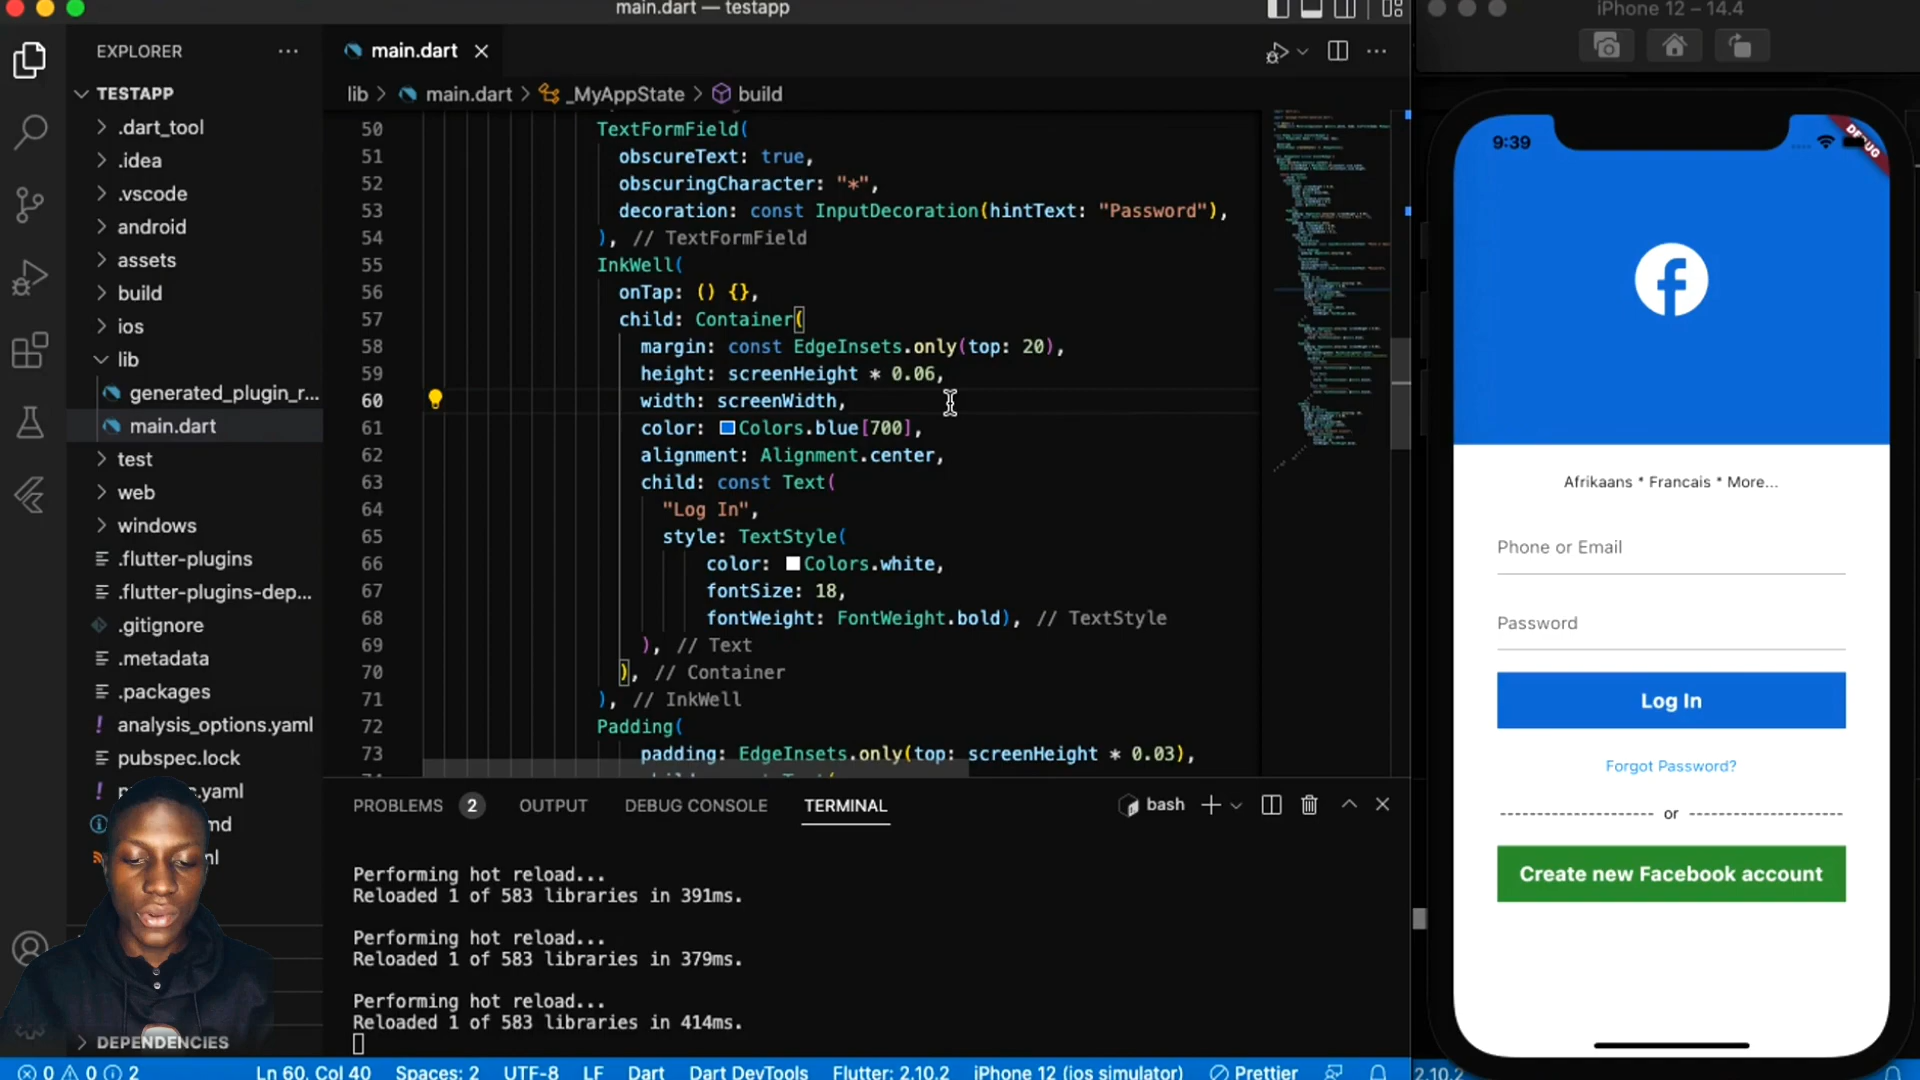 main.dart — testapp
iPhone 12 – 14.4
EXPLORER
TESTAPP
.dart_tool
.idea
.vscode
android
assets
build
ios
lib
generated_plugin_r...
main.dart
test
web
windows
.flutter-plugins
.flutter-plugins-dep...
.gitignore
.metadata
.packages
analysis_options.yaml
pubspec.lock
.yaml
DEPENDENCIES
main.dart
lib > main.dart > _MyAppState > build
50 TextFormField(
51 obscureText: true,
52 obscuringCharacter: "*",
53 decoration: const InputDecoration(hintText: "Password"),
54 ), // TextFormField
55 InkWell(
56 onTap: () {},
57 child: Container(
58 margin: const EdgeInsets.only(top: 20),
59 height: screenHeight * 0.06,
60 width: screenWidth,
61 color: Colors.blue[700],
62 alignment: Alignment.center,
63 child: const Text(
64 "Log In",
65 style: TextStyle(
66 color: Colors.white,
67 fontSize: 18,
68 fontWeight: FontWeight.bold), // TextStyle
69 ), // Text
70 ), // Container
71 ), // InkWell
72 Padding(
73 padding: EdgeInsets.only(top: screenHeight * 0.03),
PROBLEMS 2 OUTPUT DEBUG CONSOLE TERMINAL
bash
Performing hot reload...
Reloaded 1 of 583 libraries in 391ms.
Performing hot reload...
Reloaded 1 of 583 libraries in 379ms.
Performing hot reload...
Reloaded 1 of 583 libraries in 414ms.
0 0 2 Ln 60, Col 40 Spaces: 2 UTF-8 LF Dart Dart DevTools Flutter: 2.10.2 iPhone 12 (ios simulator) Prettier
2.10.2
9:39
DEBUG
Afrikaans * Francais * More...
Phone or Email
Password
Log In
Forgot Password?
or
Create new Facebook account